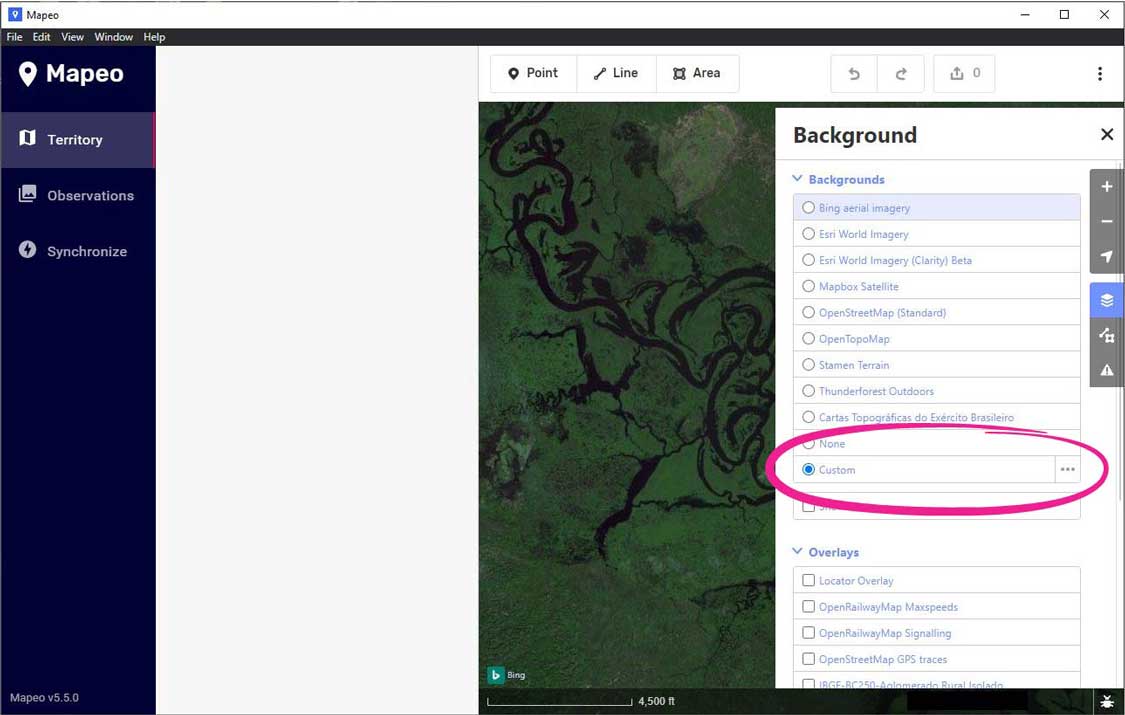 Mapeo
File Edit View Window Help
Mapeo
Territory
Observations
Synchronize
Mapeo v5.5.0
Point Line Area 0
Background
Backgrounds
Bing aerial imagery
Esri World Imagery
Esri World Imagery (Clarity) Beta
Mapbox Satellite
OpenStreetMap (Standard)
OpenTopoMap
Stamen Terrain
Thunderforest Outdoors
Cartas Topográficas do Exército Brasileiro
None
Custom
Overlays
Locator Overlay
OpenRailwayMap Maxspeeds
OpenRailwayMap Signalling
OpenStreetMap GPS traces
IBGE-BC250-Aglomerado Rural Isolado
Bing
4,500 ft